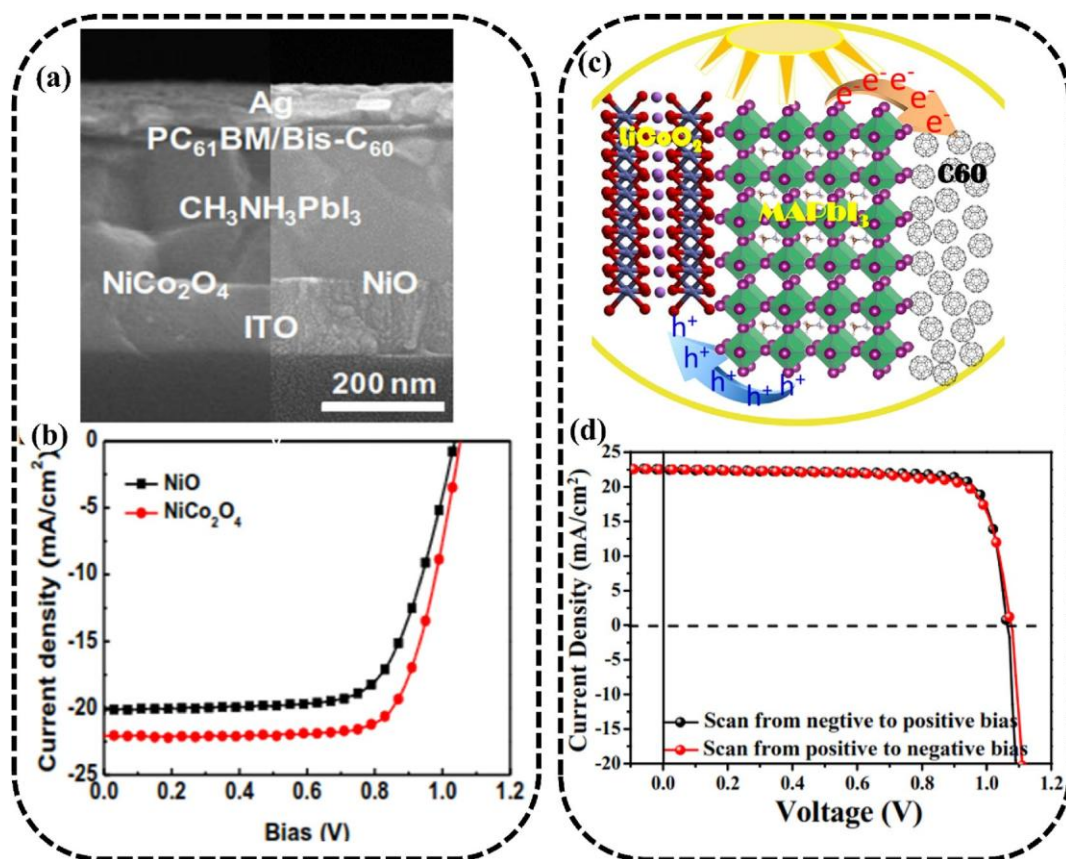 (a)
Ag
PC₆₁BM/Bis-C₆₀
CH₃NH₃PbI₃
NiCo₂O₄ NiO
ITO
200 nm
(b)
0
-5
-10
-15
-20
-25
NiO
NiCo₂O₄
Current density (mA/cm²)
0.0 0.2 0.4 0.6 0.8 1.0 1.2
Bias (V)
(c)
e⁻ e⁻ e⁻ e⁻ e⁻ e⁻
LiCoO₂
C60
MAPbI₃
h⁺
h⁺
h⁺ h⁺ h⁺ h⁺
(d)
25
20
15
10
5
0
-5
-10
-15
-20
Current Density (mA/cm²)
Scan from negtive to positive bias
Scan from positive to negative bias
0.0 0.2 0.4 0.6 0.8 1.0 1.2
Voltage (V)